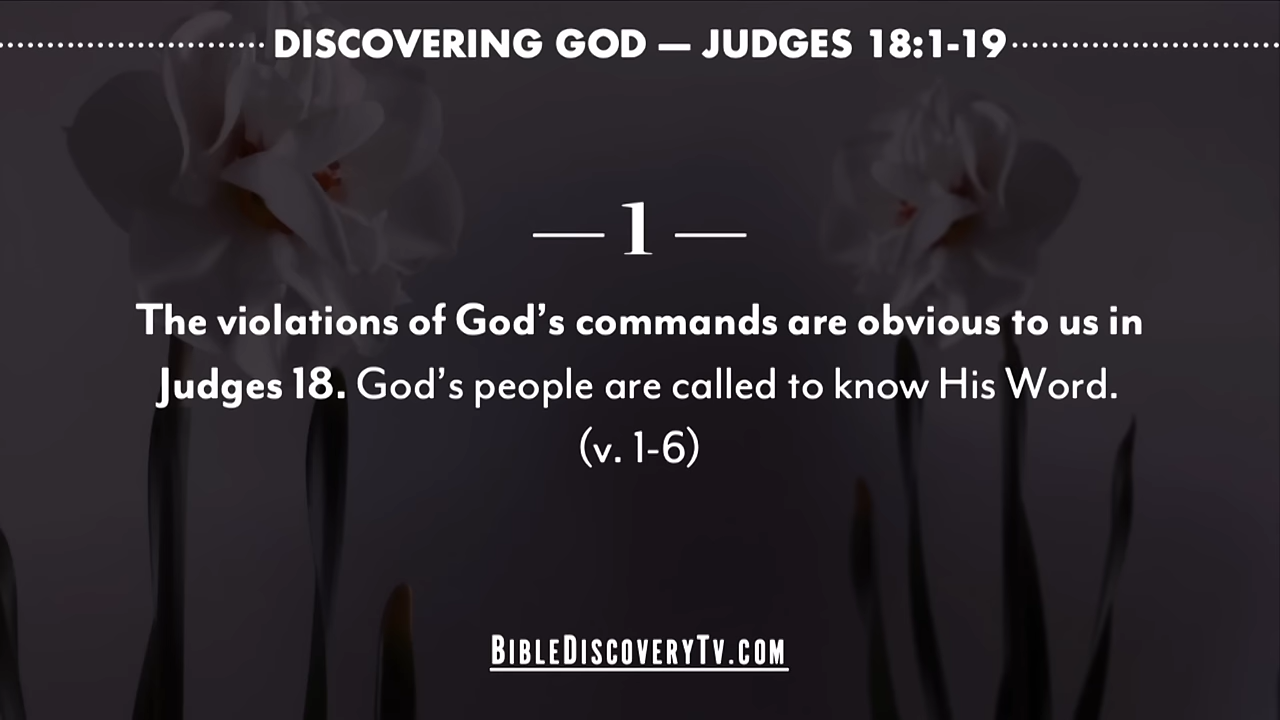 DISCOVERING GOD — JUDGES 18:1-19
— 1 —
The violations of God's commands are obvious to us in
Judges 18. God's people are called to know His Word.
(v. 1-6)
BIBLEDISCOVERYTV.COM